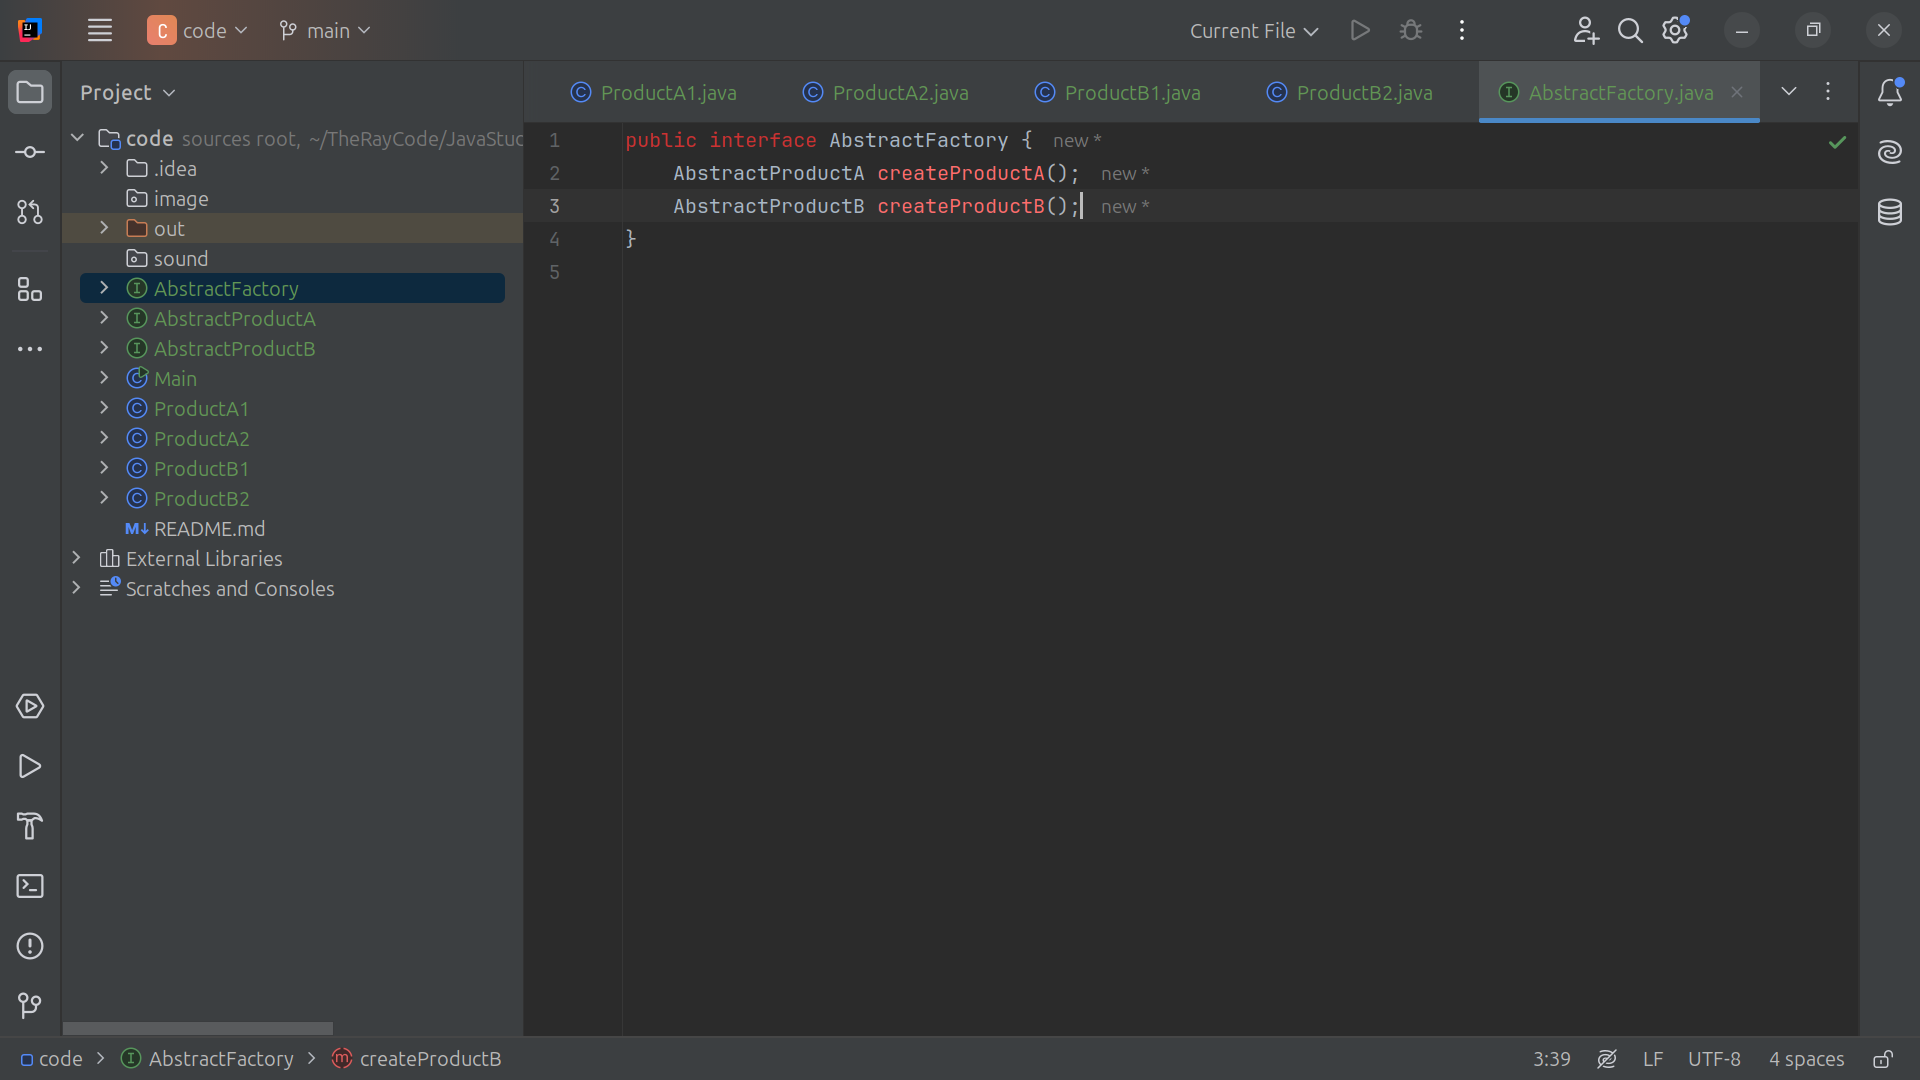 code
main
Current File
Project
ProductA1.java
ProductA2.java
ProductB1.java
ProductB2.java
AbstractFactory.java
code sources root, ~/TheRayCode/JavaStud
.idea
image
out
sound
AbstractFactory
AbstractProductA
AbstractProductB
Main
ProductA1
ProductA2
ProductB1
ProductB2
README.md
External Libraries
Scratches and Consoles
1 public interface AbstractFactory { new *
2 AbstractProductA createProductA(); new *
3 AbstractProductB createProductB(); new *
4 }
5
code > AbstractFactory > createProductB
3:39 LF UTF-8 4 spaces